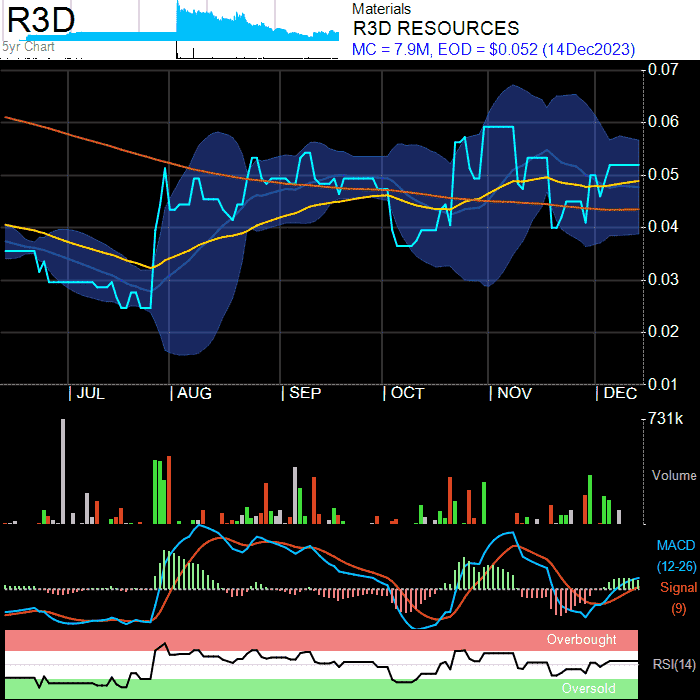 R3D
5yr Chart
Materials
R3D RESOURCES
MC = 7.9M, EOD = $0.052 (14Dec2023)
0.07
0.06
0.05
0.04
0.03
0.02
0.01
JUL AUG SEP OCT NOV DEC
731k
Volume
MACD
(12-26)
Signal
(9)
Overbought
RSI(14)
Oversold